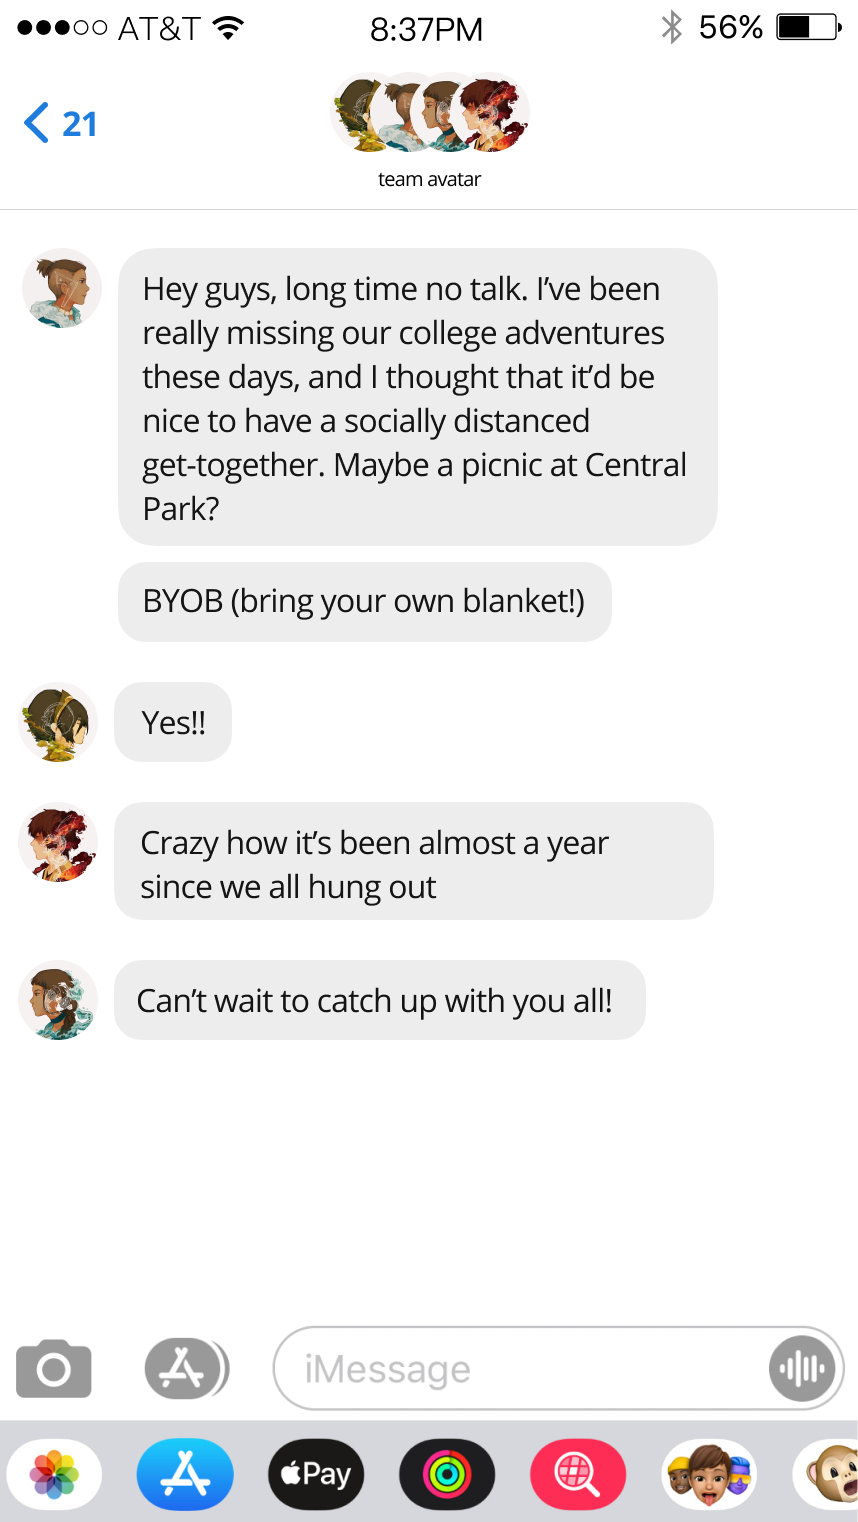 AT&T 8:37PM 56%
21
team avatar
Hey guys, long time no talk. I’ve been
really missing our college adventures
these days, and I thought that it’d be
nice to have a socially distanced
get-together. Maybe a picnic at Central
Park?
BYOB (bring your own blanket!)
Yes!!
Crazy how it’s been almost a year
since we all hung out
Can’t wait to catch up with you all!
iMessage
Pay